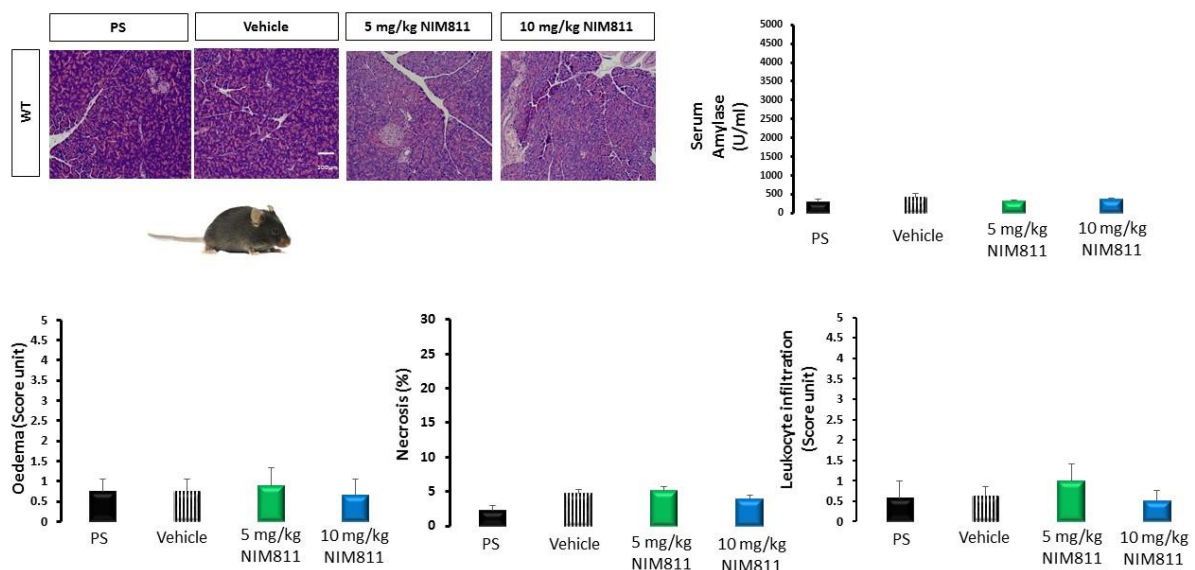 PS
Vehicle
5 mg/kg NIM811
10 mg/kg NIM811
WT
200µm
Serum
Amylase
(U/ml)
5000
4500
4000
3500
3000
2500
2000
1500
1000
500
0
PS
Vehicle
5 mg/kg
NIM811
10 mg/kg
NIM811
Oedema (Score unit)
5
4.5
4
3.5
3
2.5
2
1.5
1
0.5
0
PS
Vehicle
5 mg/kg
NIM811
10 mg/kg
NIM811
Necrosis (%)
30
25
20
15
10
5
0
PS
Vehicle
5 mg/kg
NIM811
10 mg/kg
NIM811
Leukocyte infiltration
(Score unit)
5
4.5
4
3.5
3
2.5
2
1.5
1
0.5
0
PS
Vehicle
5 mg/kg
NIM811
10 mg/kg
NIM811